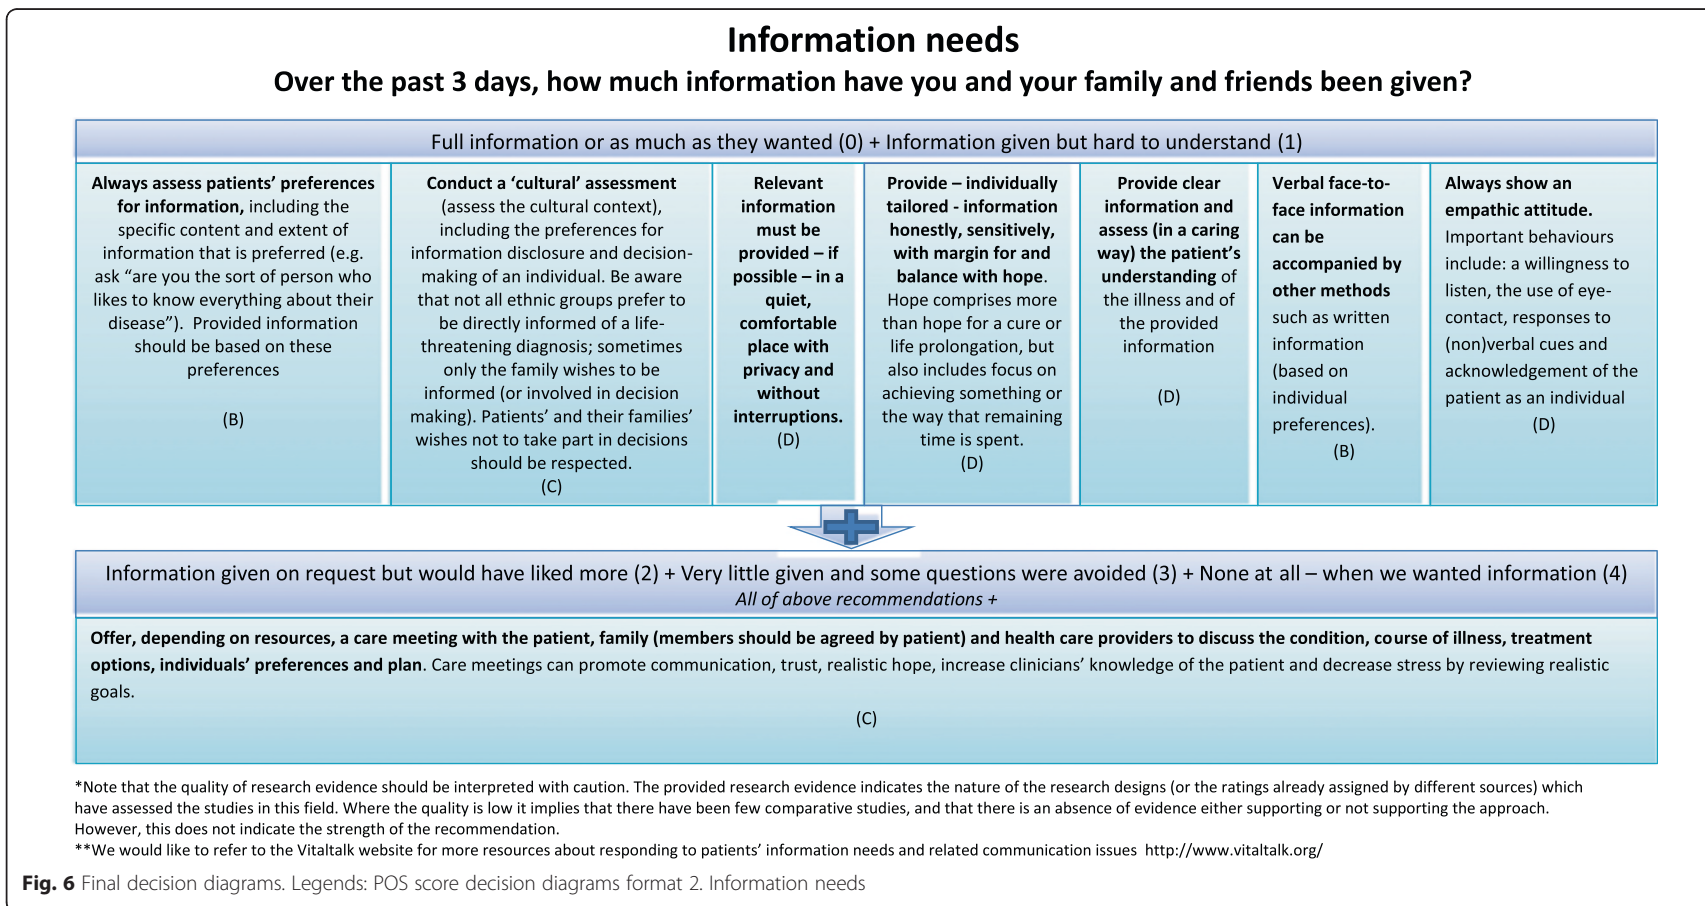 Information needs
Over the past 3 days, how much information have you and your family and friends been given?
Full information or as much as they wanted (0) + Information given but hard to understand (1)
Always assess patients’ preferences
for information, including the
specific content and extent of
information that is preferred (e.g.
ask “are you the sort of person who
likes to know everything about their
disease”). Provided information
should be based on these
preferences
(B)
Conduct a ‘cultural’ assessment
(assess the cultural context),
including the preferences for
information disclosure and decision-
making of an individual. Be aware
that not all ethnic groups prefer to
be directly informed of a life-
threatening diagnosis; sometimes
only the family wishes to be
informed (or involved in decision
making). Patients’ and their families’
wishes not to take part in decisions
should be respected.
(C)
Relevant
information
must be
provided – if
possible – in a
quiet,
comfortable
place with
privacy and
without
interruptions.
(D)
Provide – individually
tailored - information
honestly, sensitively,
with margin for and
balance with hope.
Hope comprises more
than hope for a cure or
life prolongation, but
also includes focus on
achieving something or
the way that remaining
time is spent.
(D)
Provide clear
information and
assess (in a caring
way) the patient’s
understanding of
the illness and of
the provided
information
(D)
Verbal face-to-
face information
can be
accompanied by
other methods
such as written
information
(based on
individual
preferences).
(B)
Always show an
empathic attitude.
Important behaviours
include: a willingness to
listen, the use of eye-
contact, responses to
(non)verbal cues and
acknowledgement of the
patient as an individual
(D)
Information given on request but would have liked more (2) + Very little given and some questions were avoided (3) + None at all – when we wanted information (4)
All of above recommendations +
Offer, depending on resources, a care meeting with the patient, family (members should be agreed by patient) and health care providers to discuss the condition, course of illness, treatment
options, individuals’ preferences and plan. Care meetings can promote communication, trust, realistic hope, increase clinicians’ knowledge of the patient and decrease stress by reviewing realistic
goals.
(C)
*Note that the quality of research evidence should be interpreted with caution. The provided research evidence indicates the nature of the research designs (or the ratings already assigned by different sources) which
have assessed the studies in this field. Where the quality is low it implies that there have been few comparative studies, and that there is an absence of evidence either supporting or not supporting the approach.
However, this does not indicate the strength of the recommendation.
**We would like to refer to the Vitaltalk website for more resources about responding to patients’ information needs and related communication issues http://www.vitaltalk.org/
Fig. 6 Final decision diagrams. Legends: POS score decision diagrams format 2. Information needs